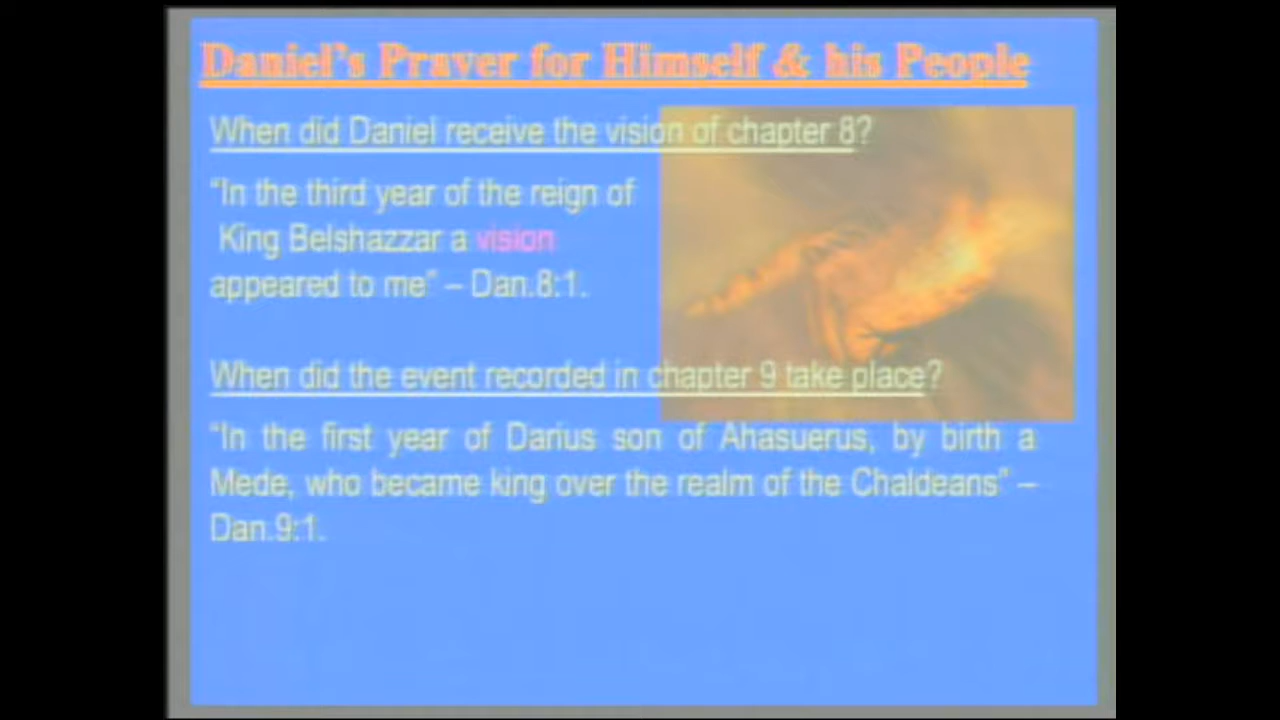 Daniel's Prayer for Himself & his People
When did Daniel receive the vision of chapter 8?
“In the third year of the reign of
King Belshazzar a vision
appeared to me” – Dan.8:1.
When did the event recorded in chapter 9 take place?
“In the first year of Darius son of Ahasuerus, by birth a
Mede, who became king over the realm of the Chaldeans” –
Dan.9:1.